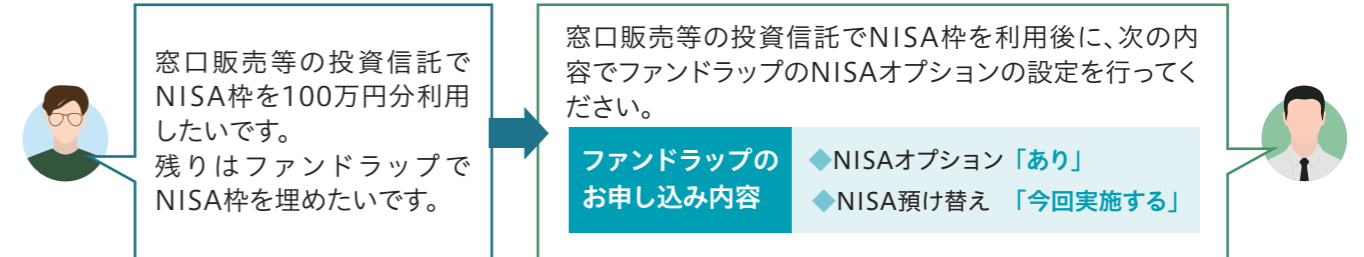 窓口販売等の投資信託で
NISA枠を100万円分利用
したいです。
残りはファンドラップで
NISA枠を埋めたいです。
窓口販売等の投資信託でNISA枠を利用後に、次の内
容でファンドラップのNISAオプションの設定を行ってく
ださい。
ファンドラップの
お申し込み内容
◆NISAオプション「あり」
◆NISA預け替え 「今回実施する」